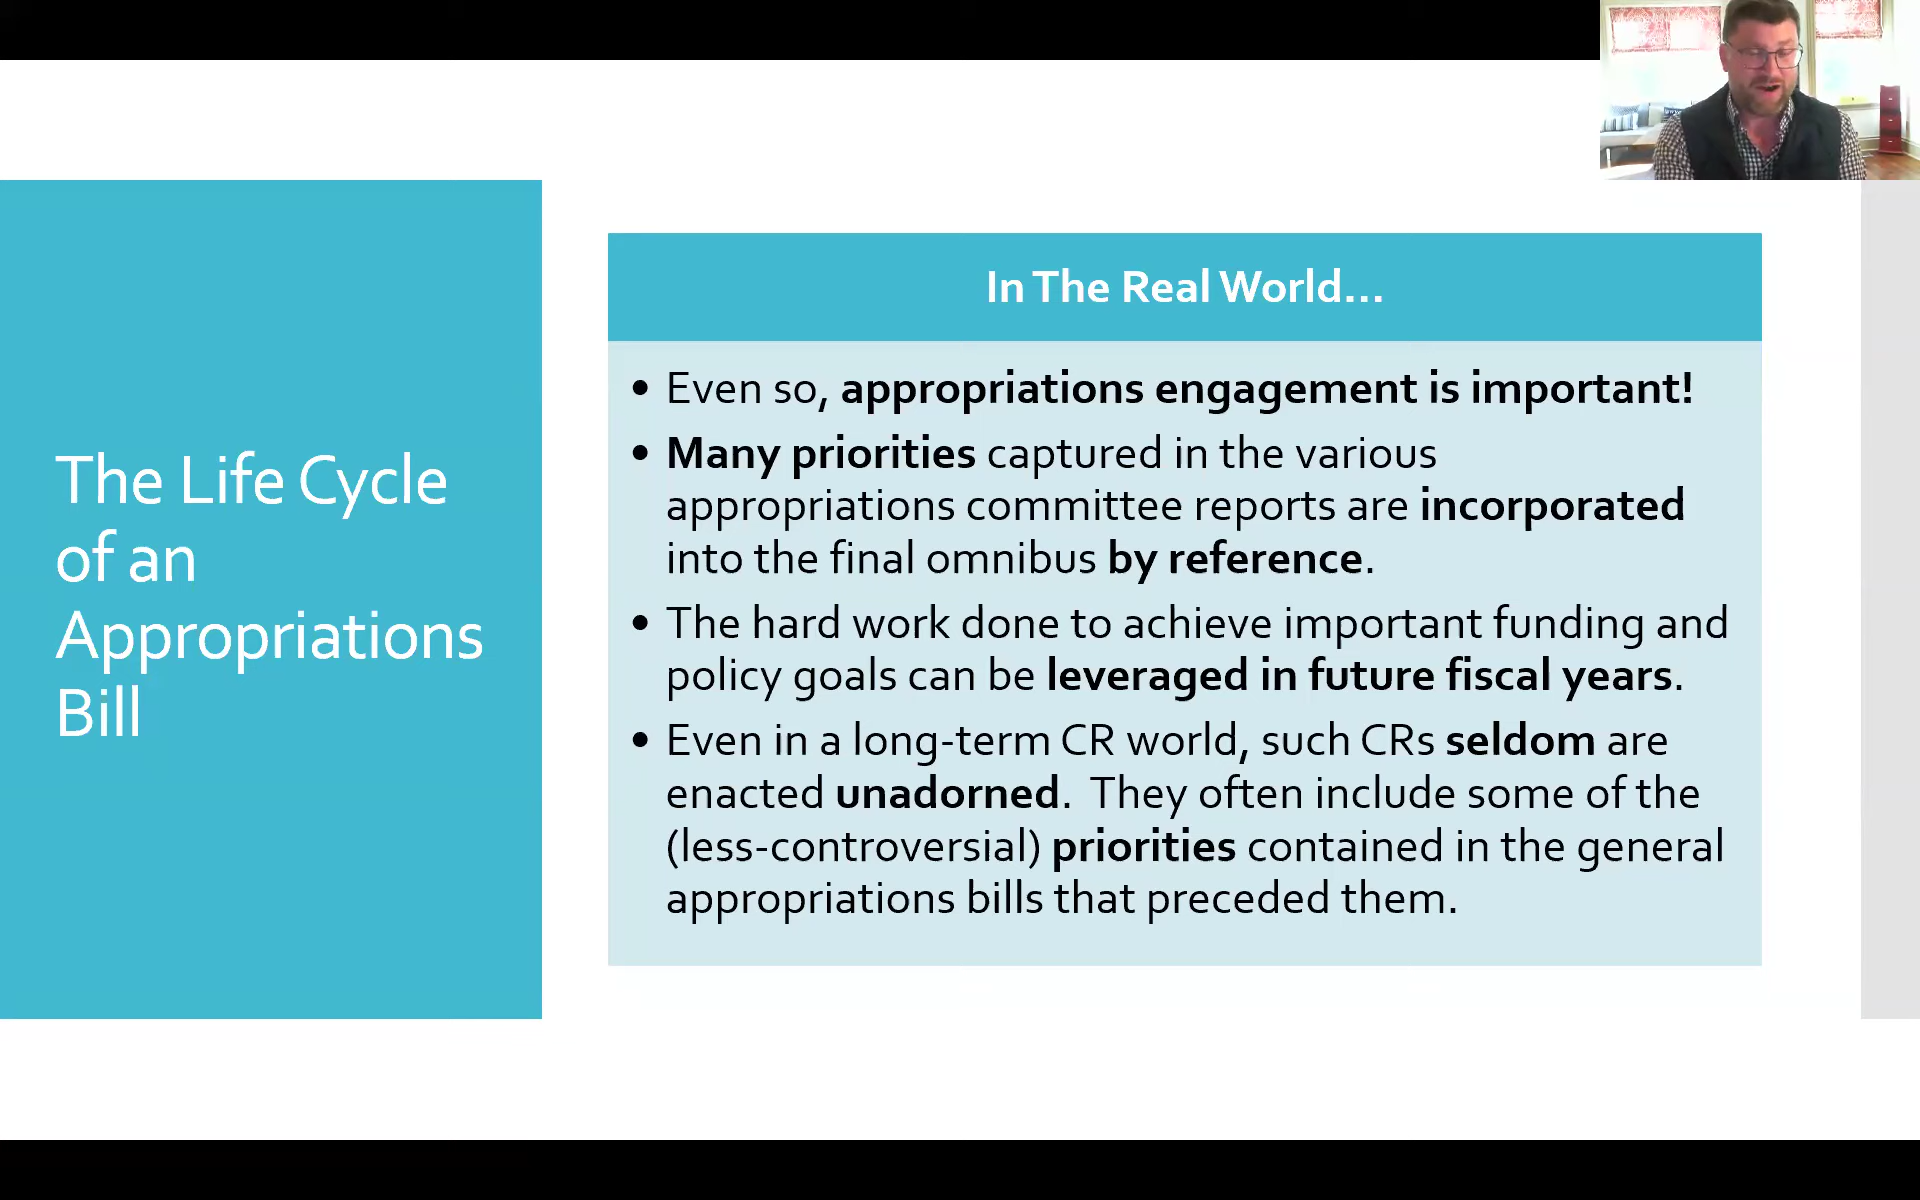 The Life Cycle
of an
Appropriations
Bill
In The Real World...
• Even so, appropriations engagement is important!
• Many priorities captured in the various
appropriations committee reports are incorporated
into the final omnibus by reference.
• The hard work done to achieve important funding and
policy goals can be leveraged in future fiscal years.
• Even in a long-term CR world, such CRs seldom are
enacted unadorned.  They often include some of the
(less-controversial) priorities contained in the general
appropriations bills that preceded them.